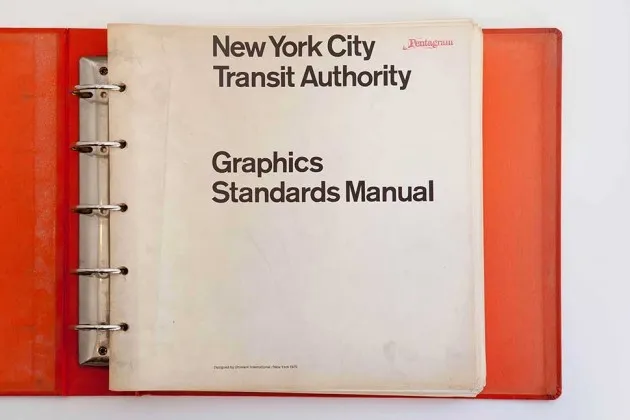 New York City
Transit Authority
Pentagram
Graphics
Standards Manual
Designed by Unimark International, New York 1970